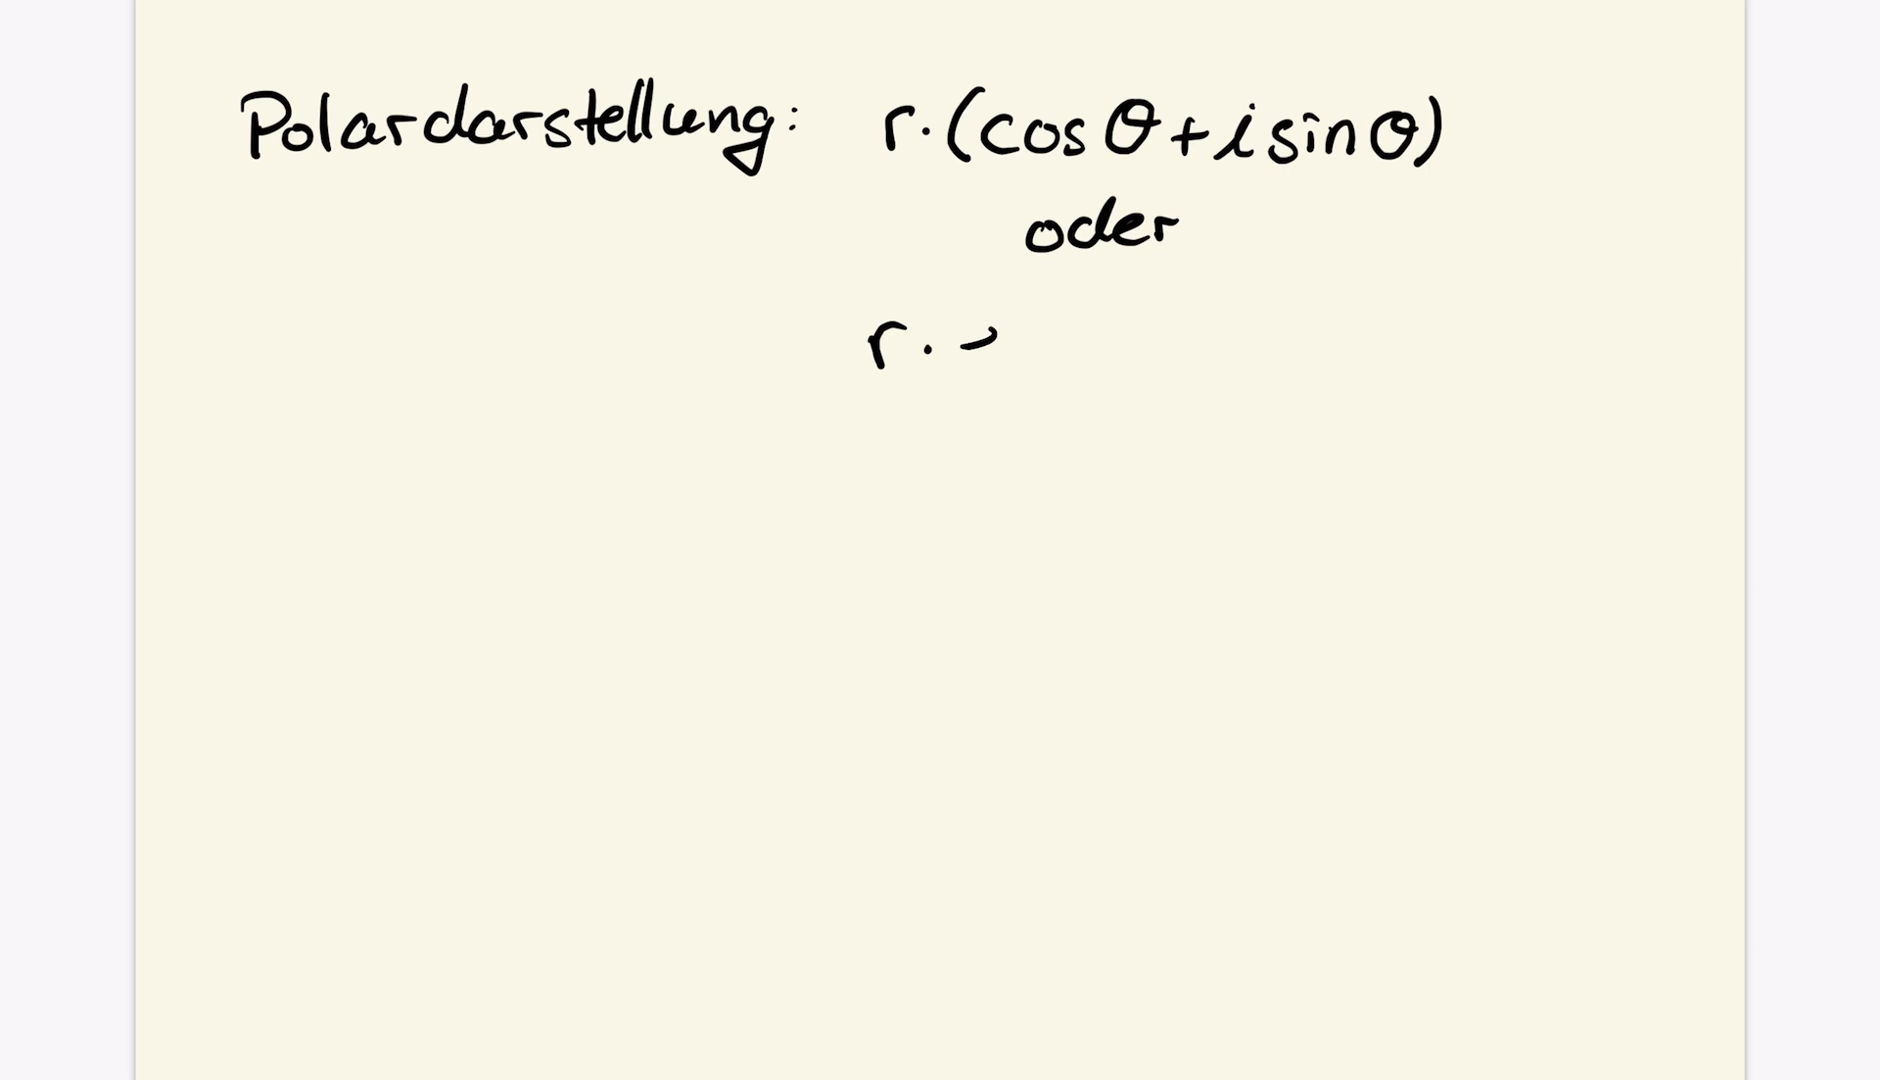 Polardarstellung: r·(cos θ + i sin θ)
oder
r·